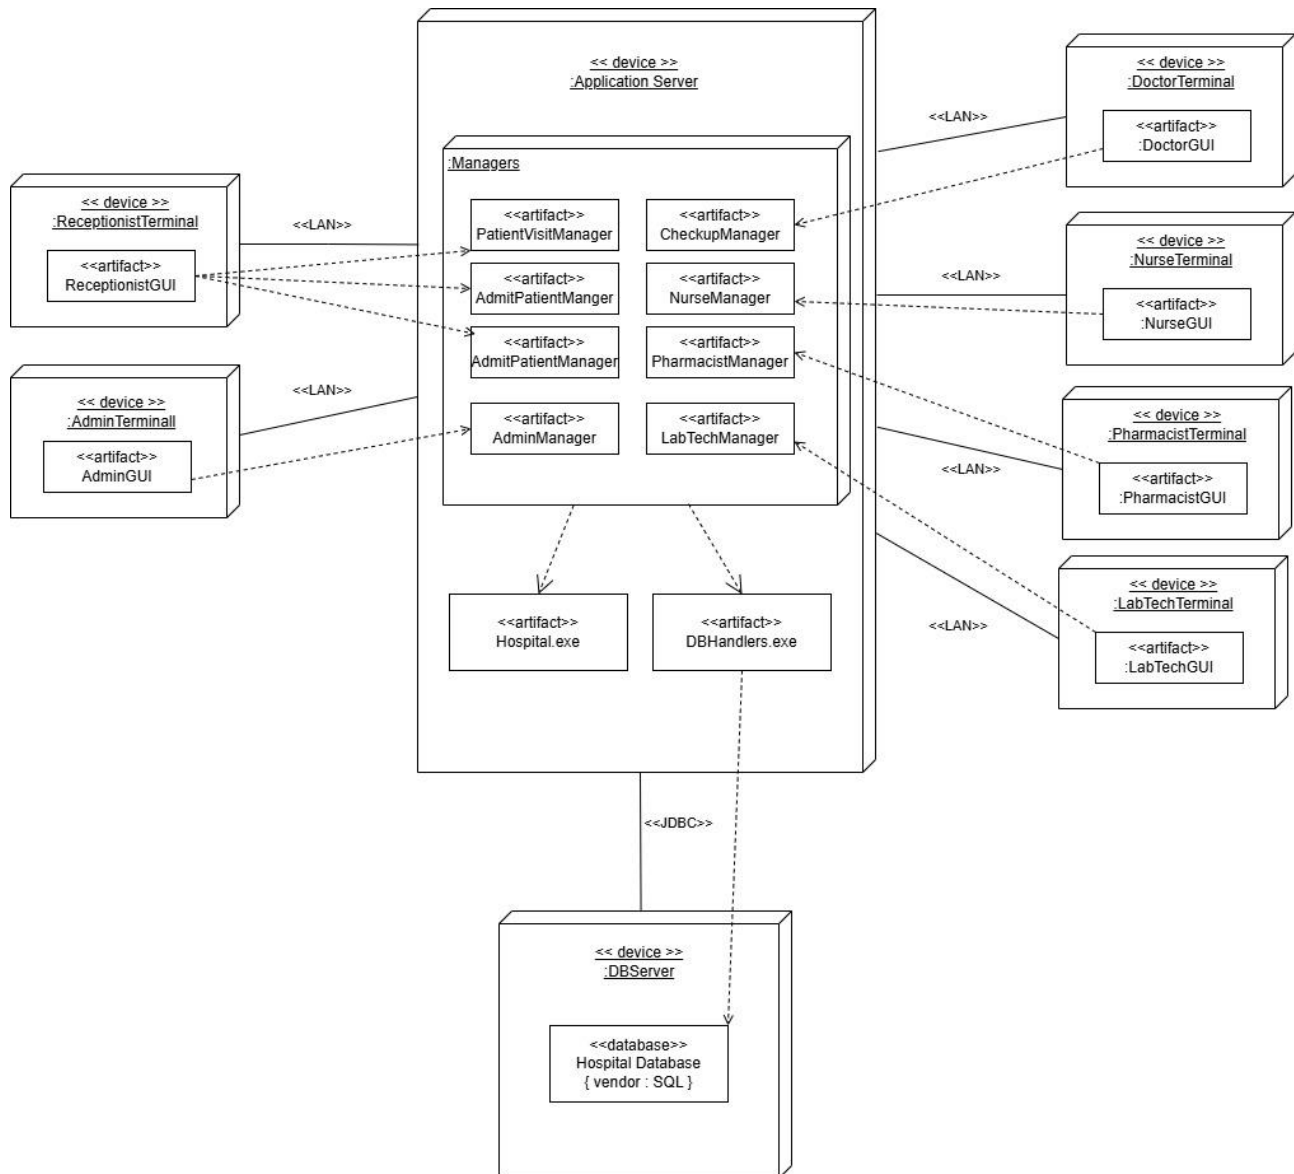 << device >>
:Application Server
:Managers
<<artifact>>
PatientVisitManager
<<artifact>>
CheckupManager
<<artifact>>
AdmitPatientManger
<<artifact>>
NurseManager
<<artifact>>
AdmitPatientManager
<<artifact>>
PharmacistManager
<<artifact>>
AdminManager
<<artifact>>
LabTechManager
<<artifact>>
Hospital.exe
<<artifact>>
DBHandlers.exe
<< device >>
:ReceptionistTerminal
<<artifact>>
ReceptionistGUI
<<LAN>>
<< device >>
:AdminTerminall
<<artifact>>
AdminGUI
<<LAN>>
<< device >>
:DoctorTerminal
<<artifact>>
:DoctorGUI
<<LAN>>
<< device >>
:NurseTerminal
<<artifact>>
:NurseGUI
<<LAN>>
<< device >>
:PharmacistTerminal
<<artifact>>
:PharmacistGUI
<<LAN>>
<< device >>
:LabTechTerminal
<<artifact>>
:LabTechGUI
<<LAN>>
<<JDBC>>
<< device >>
:DBServer
<<database>>
Hospital Database
{ vendor : SQL }